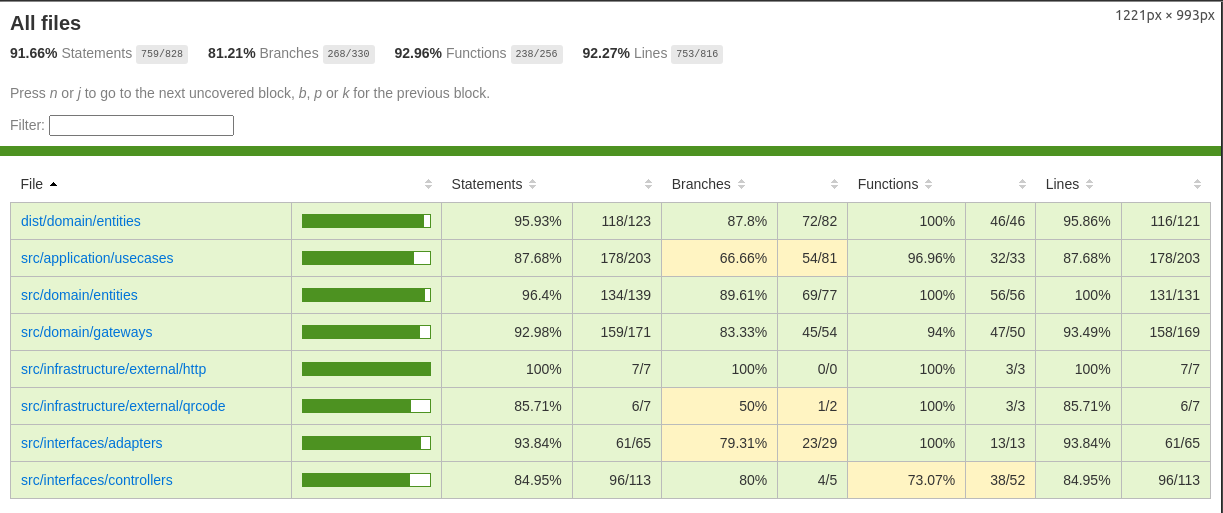 1221px × 993px
All files
91.66% Statements 759/828 81.21% Branches 268/330 92.96% Functions 238/256 92.27% Lines 753/816
Press n or j to go to the next uncovered block, b, p or k for the previous block.
Filter:
File Statements Branches Functions Lines
dist/domain/entities 95.93% 118/123 87.8% 72/82 100% 46/46 95.86% 116/121
src/application/usecases 87.68% 178/203 66.66% 54/81 96.96% 32/33 87.68% 178/203
src/domain/entities 96.4% 134/139 89.61% 69/77 100% 56/56 100% 131/131
src/domain/gateways 92.98% 159/171 83.33% 45/54 94% 47/50 93.49% 158/169
src/infrastructure/external/http 100% 7/7 100% 0/0 100% 3/3 100% 7/7
src/infrastructure/external/qrcode 85.71% 6/7 50% 1/2 100% 3/3 85.71% 6/7
src/interfaces/adapters 93.84% 61/65 79.31% 23/29 100% 13/13 93.84% 61/65
src/interfaces/controllers 84.95% 96/113 80% 4/5 73.07% 38/52 84.95% 96/113